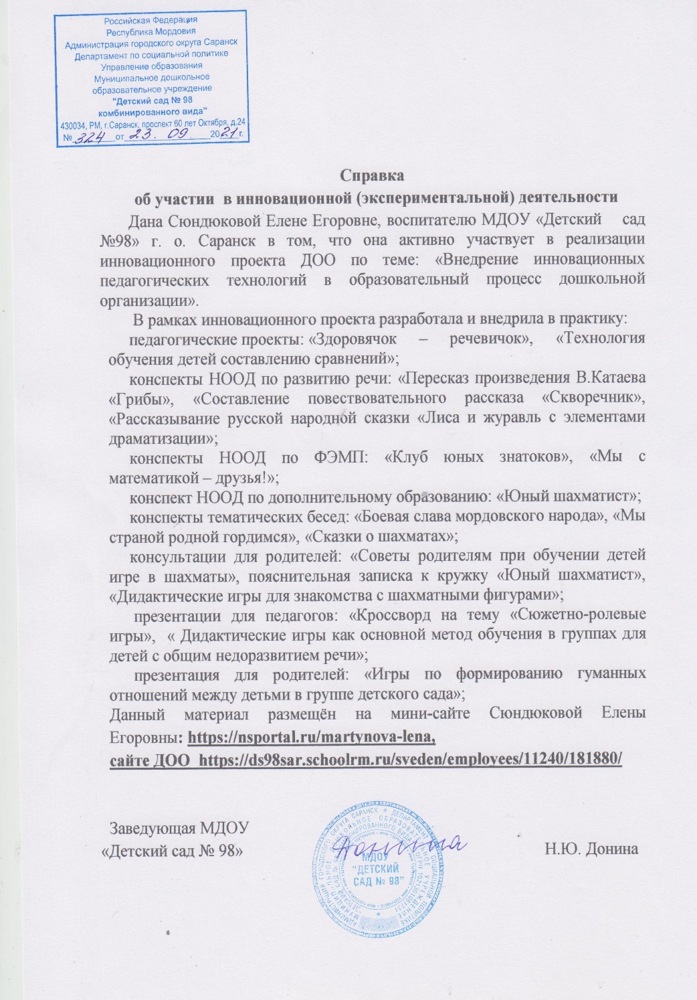 Российская Федерация
Республика Мордовия
Администрация городского округа Саранск
Департамент по социальной политике
Управление образования
Муниципальное дошкольное
образовательное учреждение
"Детский сад № 98
комбинированного вида"
430034, РМ, г.Саранск, проспект 60 лет Октября, д.24
№ 324 от 23. 09. 2021 г.
Справка
об участии в инновационной (экспериментальной) деятельности
Дана Сюндюковой Елене Егоровне, воспитателю МДОУ «Детский сад
№98» г. о. Саранск в том, что она активно участвует в реализации
инновационного проекта ДОО по теме: «Внедрение инновационных
педагогических технологий в образовательный процесс дошкольной
организации».
В рамках инновационного проекта разработала и внедрила в практику:
педагогические проекты: «Здоровячок – речевичок», «Технология
обучения детей составлению сравнений»;
конспекты НООД по развитию речи: «Пересказ произведения В.Катаева
«Грибы», «Составление повествовательного рассказа «Скворечник»,
«Рассказывание русской народной сказки «Лиса и журавль с элементами
драматизации»;
конспекты НООД по ФЭМП: «Клуб юных знатоков», «Мы с
математикой – друзья!»;
конспект НООД по дополнительному образованию: «Юный шахматист»;
конспекты тематических бесед: «Боевая слава мордовского народа», «Мы
страной родной гордимся», «Сказки о шахматах»;
консультации для родителей: «Советы родителям при обучении детей
игре в шахматы», пояснительная записка к кружку «Юный шахматист»,
«Дидактические игры для знакомства с шахматными фигурами»;
презентации для педагогов: «Кроссворд на тему «Сюжетно-ролевые
игры», « Дидактические игры как основной метод обучения в группах для
детей с общим недоразвитием речи»;
презентация для родителей: «Игры по формированию гуманных
отношений между детьми в группе детского сада»;
Данный материал размещён на мини-сайте Сюндюковой Елены
Егоровны: https://nsportal.ru/martynova-lena,
сайте ДОО https://ds98sar.schoolrm.ru/sveden/employees/11240/181880/
Заведующая МДОУ
«Детский сад № 98»
Н.Ю. Донина
Донина
АДМИНИСТРАЦИЯ ГОРОДСКОГО ОКРУГА САРАНСК * ДЕПАРТАМЕНТ ПО СОЦИАЛЬНОЙ ПОЛИТИКЕ
МДОУ
"ДЕТСКИЙ
САД № 98"